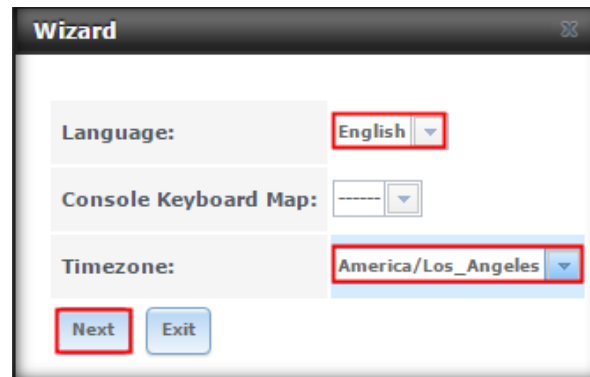 Wizard
Language: English
Console Keyboard Map: ------
Timezone: America/Los_Angeles
Next Exit